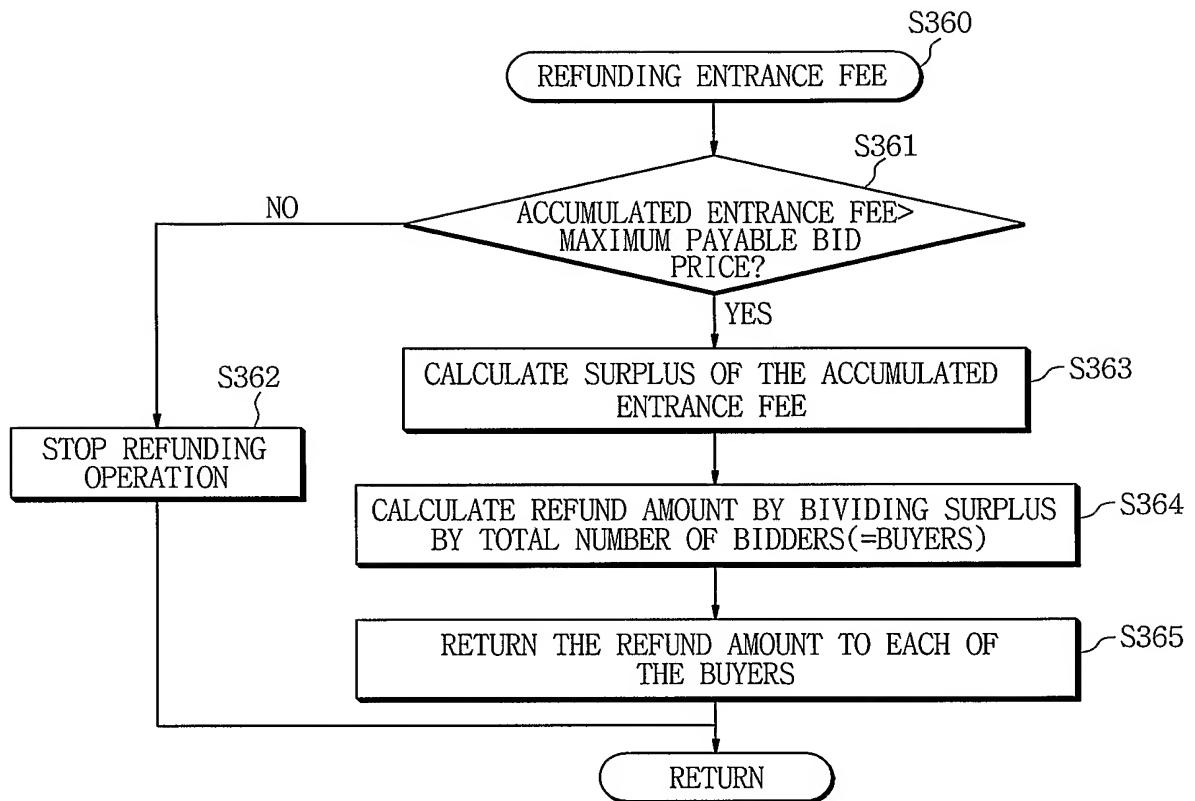 S360
REFUNDING ENTRANCE FEE
S361
NO
ACCUMULATED ENTRANCE FEE>
MAXIMUM PAYABLE BID
PRICE?
YES
S362
STOP REFUNDING
OPERATION
S363
CALCULATE SURPLUS OF THE ACCUMULATED
ENTRANCE FEE
S364
CALCULATE REFUND AMOUNT BY BIVIDING SURPLUS
BY TOTAL NUMBER OF BIDDERS(=BUYERS)
S365
RETURN THE REFUND AMOUNT TO EACH OF
THE BUYERS
RETURN